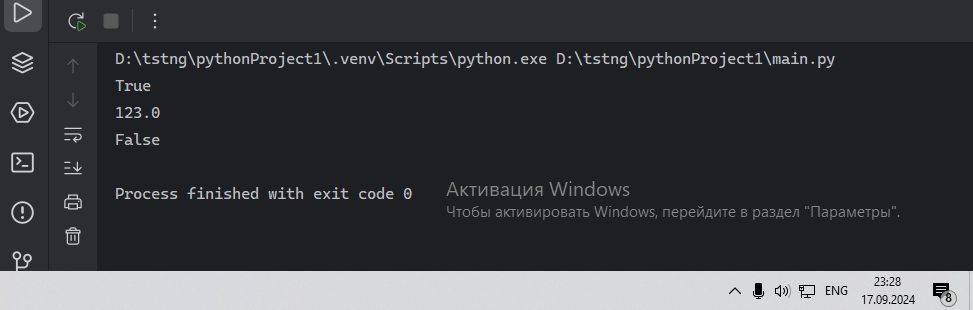 D:\tstng\pythonProject1\.venv\Scripts\python.exe D:\tstng\pythonProject1\main.py
True
123.0
False
Process finished with exit code 0
Активация Windows
Чтобы активировать Windows, перейдите в раздел "Параметры".
ENG
23:28
17.09.2024
8